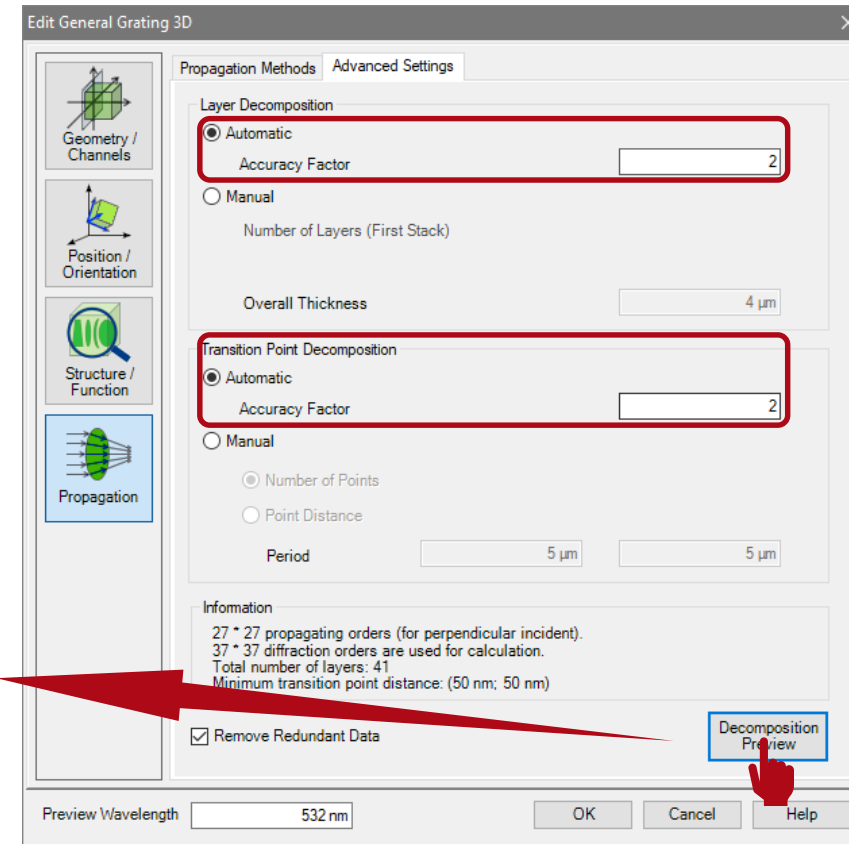 Edit General Grating 3D
Geometry /
Channels
Position /
Orientation
Structure /
Function
Propagation
Propagation Methods
Advanced Settings
Layer Decomposition
Automatic
Accuracy Factor
2
Manual
Number of Layers (First Stack)
Overall Thickness
4 µm
Transition Point Decomposition
Automatic
Accuracy Factor
2
Manual
Number of Points
Point Distance
Period
5 µm
5 µm
Information
27 * 27 propagating orders (for perpendicular incident).
37 * 37 diffraction orders are used for calculation.
Total number of layers: 41
Minimum transition point distance: (50 nm; 50 nm)
Remove Redundant Data
Decomposition
Preview
Preview Wavelength
532 nm
OK
Cancel
Help